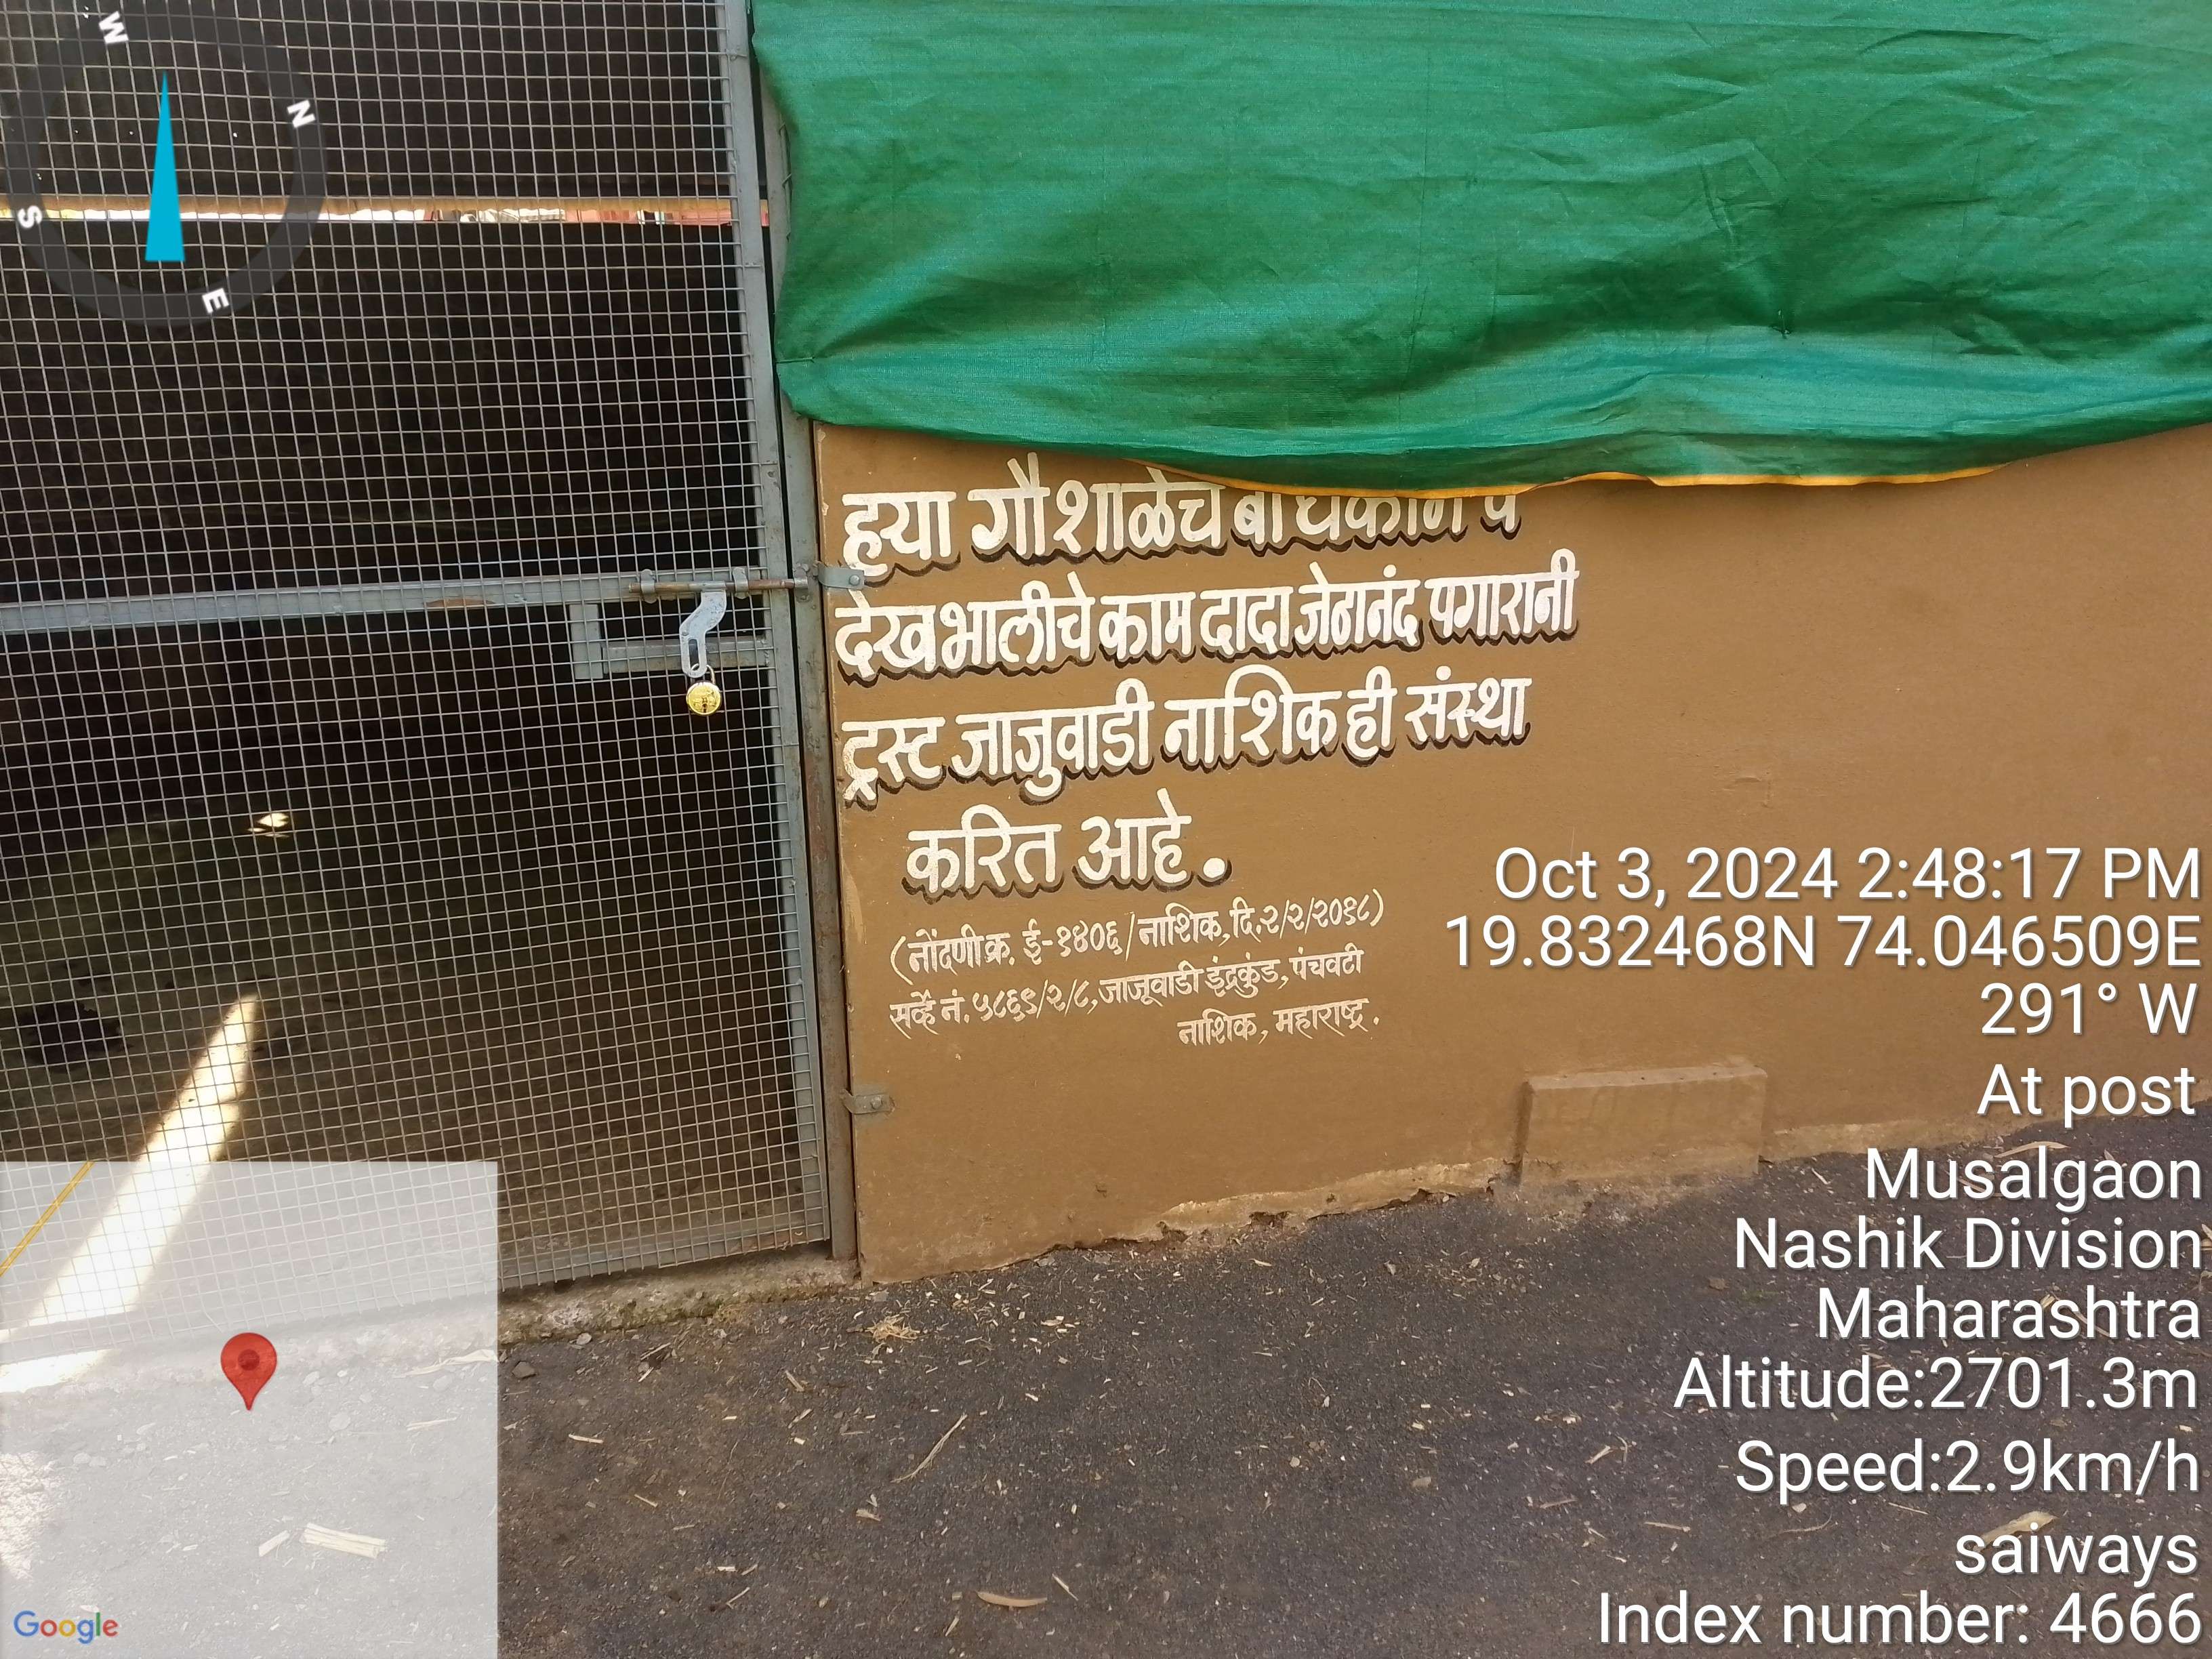 W
N
S
E
हया गौशाळेचे बांधकाम व
देखभालीचे काम दादा जेठानंद पगारानी
ट्रस्ट जाजुवाडी नाशिक ही संस्था
करित आहे.
(नोंदणी क्र. ई-१४०६/नाशिक, दि.२/२/२०१८)
सर्व्हे नं. ५८६९/२/८, जाजूवाडी इंद्रकुंड, पंचवटी
नाशिक, महाराष्ट्र.
Oct 3, 2024 2:48:17 PM
19.832468N 74.046509E
291° W
At post
Musalgaon
Nashik Division
Maharashtra
Altitude:2701.3m
Speed:2.9km/h
saiways
Index number: 4666
Google